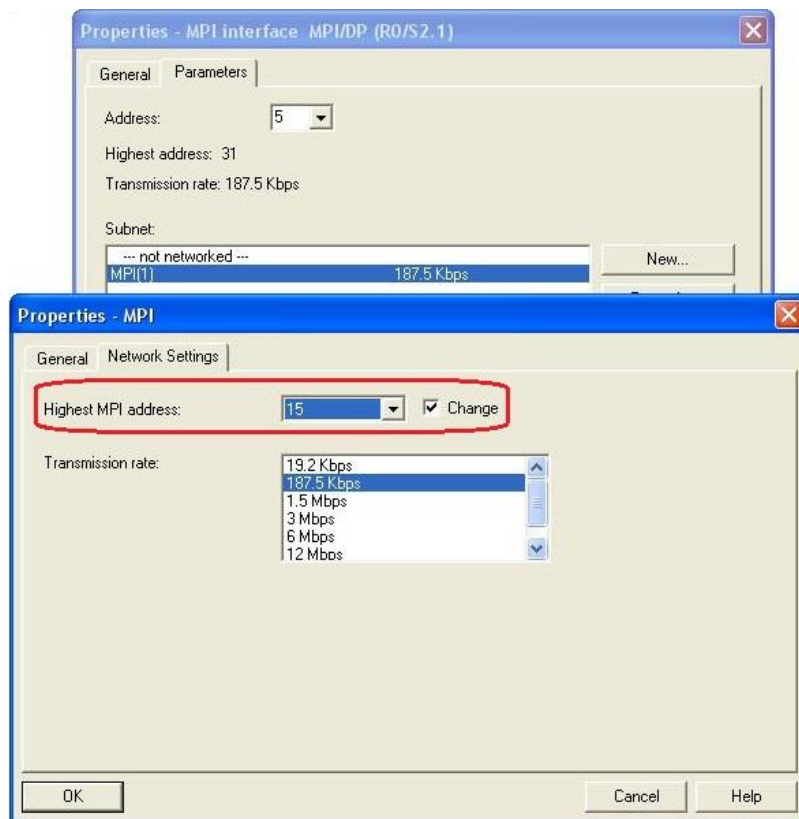 Properties - MPI interface MPI/DP (R0/S2.1)
General Parameters
Address: 5
Highest address: 31
Transmission rate: 187.5 Kbps
Subnet:
--- not networked ---
New...
MPI(1) 187.5 Kbps
Properties - MPI
General Network Settings
Highest MPI address: 15 Change
Transmission rate:
19.2 Kbps
187.5 Kbps
1.5 Mbps
3 Mbps
6 Mbps
12 Mbps
OK Cancel Help